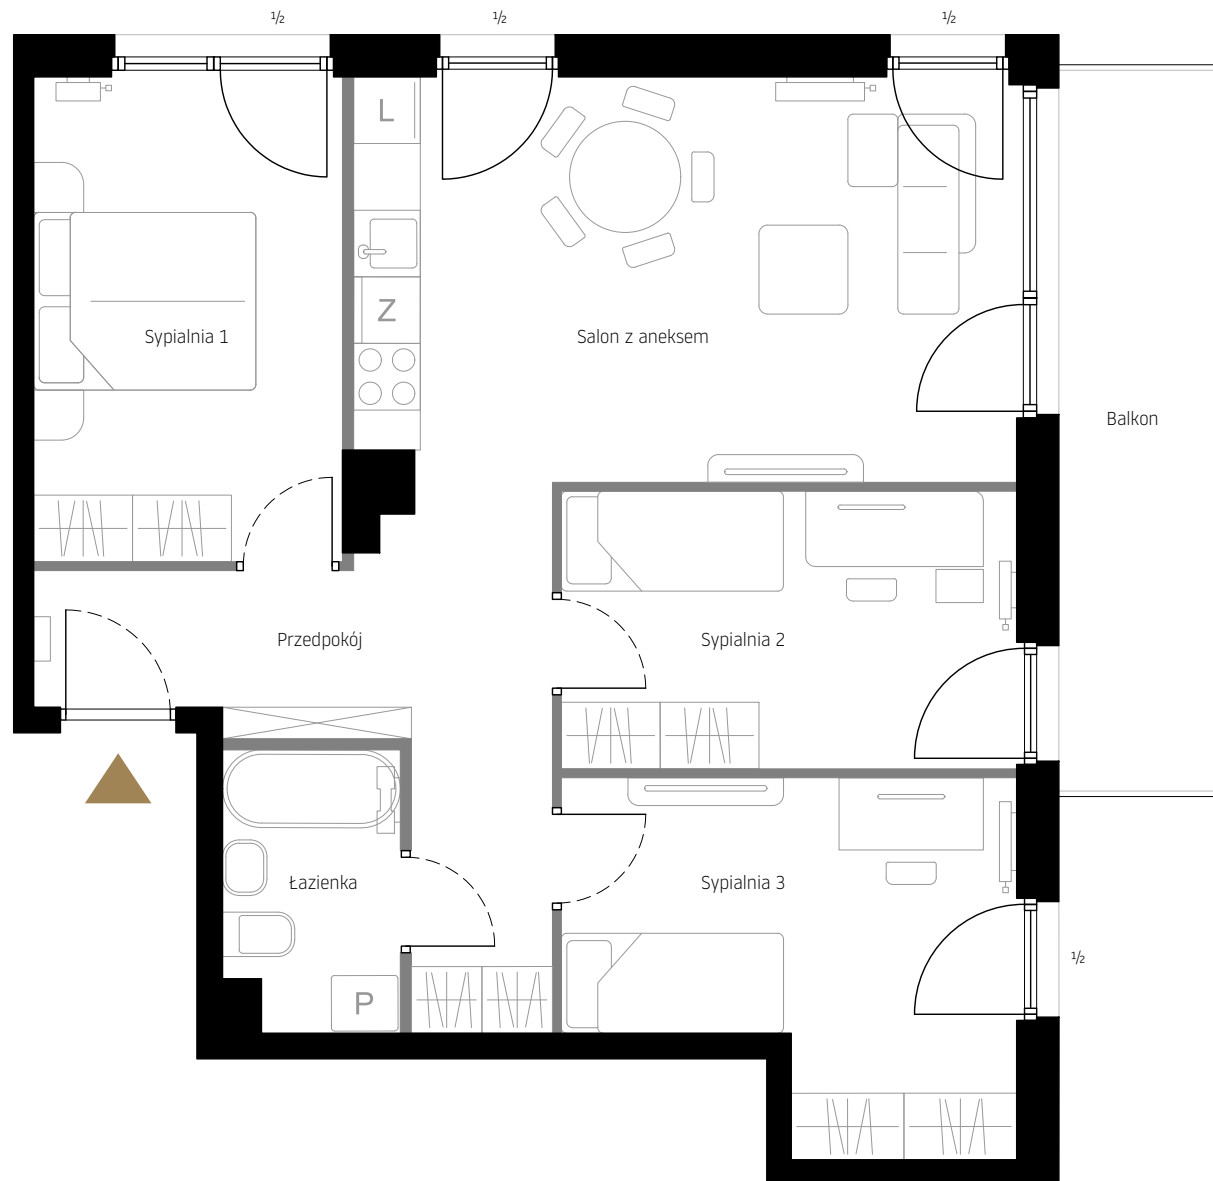 ½
½
½
L
Z
Sypialnia 1
Salon z aneksem
Balkon
Przedpokój
Sypialnia 2
Łazienka
Sypialnia 3
½
P